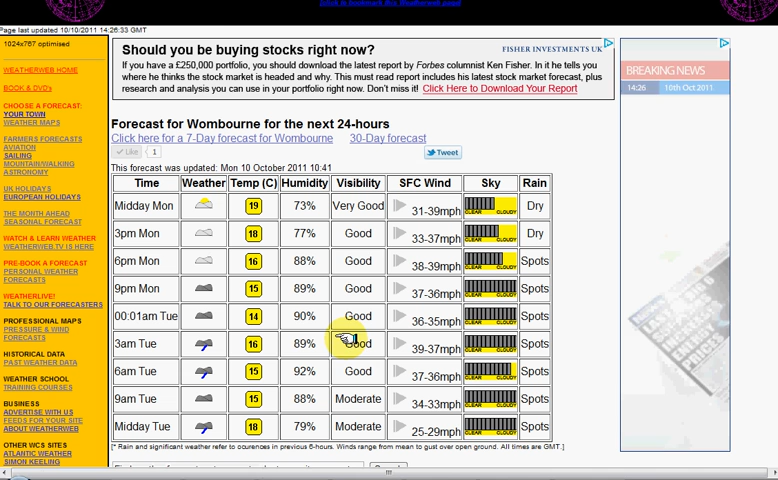 Click to bookmark this Weatherweb page!
Page last updated 10/10/2011 14:26:33 GMT
1024x767 optimised
WEATHERWEB HOME
BOOK & DVD's
CHOOSE A FORECAST:
YOUR TOWN
WEATHER MAPS
FARMERS FORECASTS
AVIATION
SAILING
MOUNTAIN/WALKING
ASTRONOMY
UK HOLIDAYS
EUROPEAN HOLIDAYS
THE MONTH AHEAD
SEASONAL FORECAST
WATCH & LEARN WEATHER
WEATHERWEB.TV IS HERE
PRE-BOOK A FORECAST
PERSONAL WEATHER
FORECASTS
WEATHERLIVE!
TALK TO OUR FORECASTERS
PROFESSIONAL MAPS
PRESSURE & WIND
FORECASTS
HISTORICAL DATA
PAST WEATHER DATA
WEATHER SCHOOL
TRAINING COURSES
BUSINESS
ADVERTISE WITH US
FEEDS FOR YOUR SITE
ABOUT WEATHERWEB
OTHER WCS SITES
ATLANTIC WEATHER
SIMON KEELING
Should you be buying stocks right now?
FISHER INVESTMENTS UK
If you have a £250,000 portfolio, you should download the latest report by Forbes columnist Ken Fisher. In it he tells you
where he thinks the stock market is headed and why. This must read report includes his latest stock market forecast, plus
research and analysis you can use in your portfolio right now. Don't miss it! Click Here to Download Your Report
BREAKING NEWS
14:26 10th Oct 2011
Forecast for Wombourne for the next 24-hours
Click here for a 7-Day forecast for Wombourne 30-Day forecast
Like 1 Tweet
This forecast was updated: Mon 10 October 2011 10:41
Time Weather Temp (C) Humidity Visibility SFC Wind Sky Rain
Midday Mon 19 73% Very Good 31-39mph CLEAR CLOUDY Dry
3pm Mon 18 77% Good 33-37mph CLEAR CLOUDY Dry
6pm Mon 16 88% Good 38-39mph CLEAR CLOUDY Spots
9pm Mon 15 89% Good 37-36mph CLEAR CLOUDY Spots
00:01am Tue 14 90% Good 36-35mph CLEAR CLOUDY Spots
3am Tue 16 89% Good 39-37mph CLEAR CLOUDY Spots
6am Tue 15 92% Good 37-36mph CLEAR CLOUDY Spots
9am Tue 15 88% Moderate 34-33mph CLEAR CLOUDY Spots
Midday Tue 18 79% Moderate 25-29mph CLEAR CLOUDY Spots
[* Rain and significant weather refer to ocurences in previous 6-hours. Winds range from mean to gust over open ground. All times are GMT.]